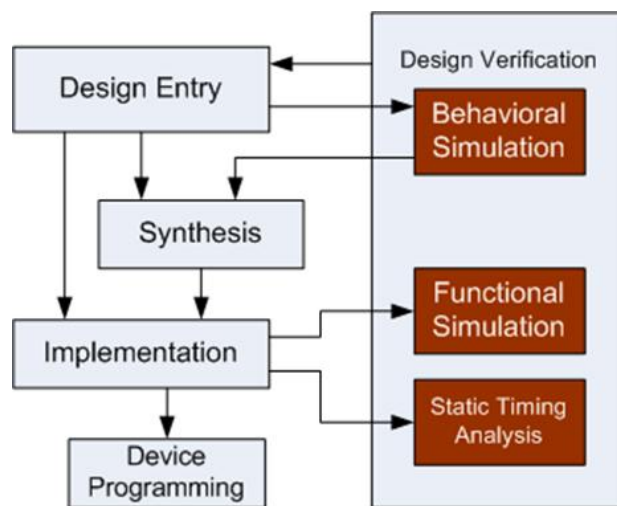 Design Entry
Design Verification
Behavioral
Simulation
Synthesis
Functional
Simulation
Implementation
Static Timing
Analysis
Device
Programming